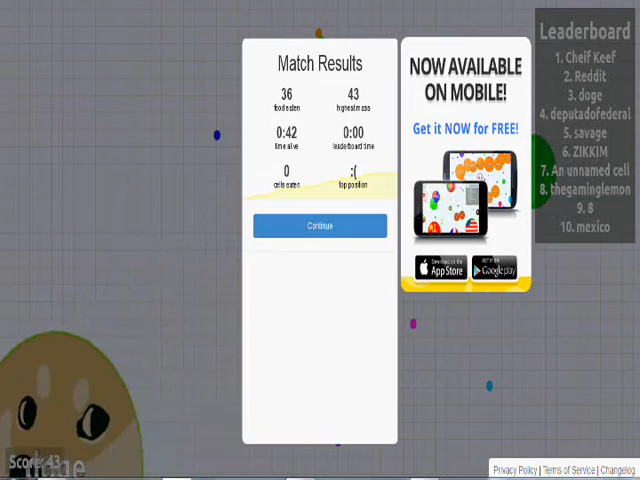 Match Results
36
food eaten
43
highest mass
0:42
time alive
0:00
leaderboard time
0
cells eaten
:(
top position
Continue
NOW AVAILABLE
ON MOBILE!
Get it NOW for FREE!
App Store
Google play
Leaderboard
1. Cheif Keef
2. Reddit
3. doge
4. deputadofederal
5. savage
6. ZIKKIM
7. An unnamed cell
8. thegaminglemon
9. 8
10. mexico
Score: 43
doge
Privacy Policy | Terms of Service | Changelog